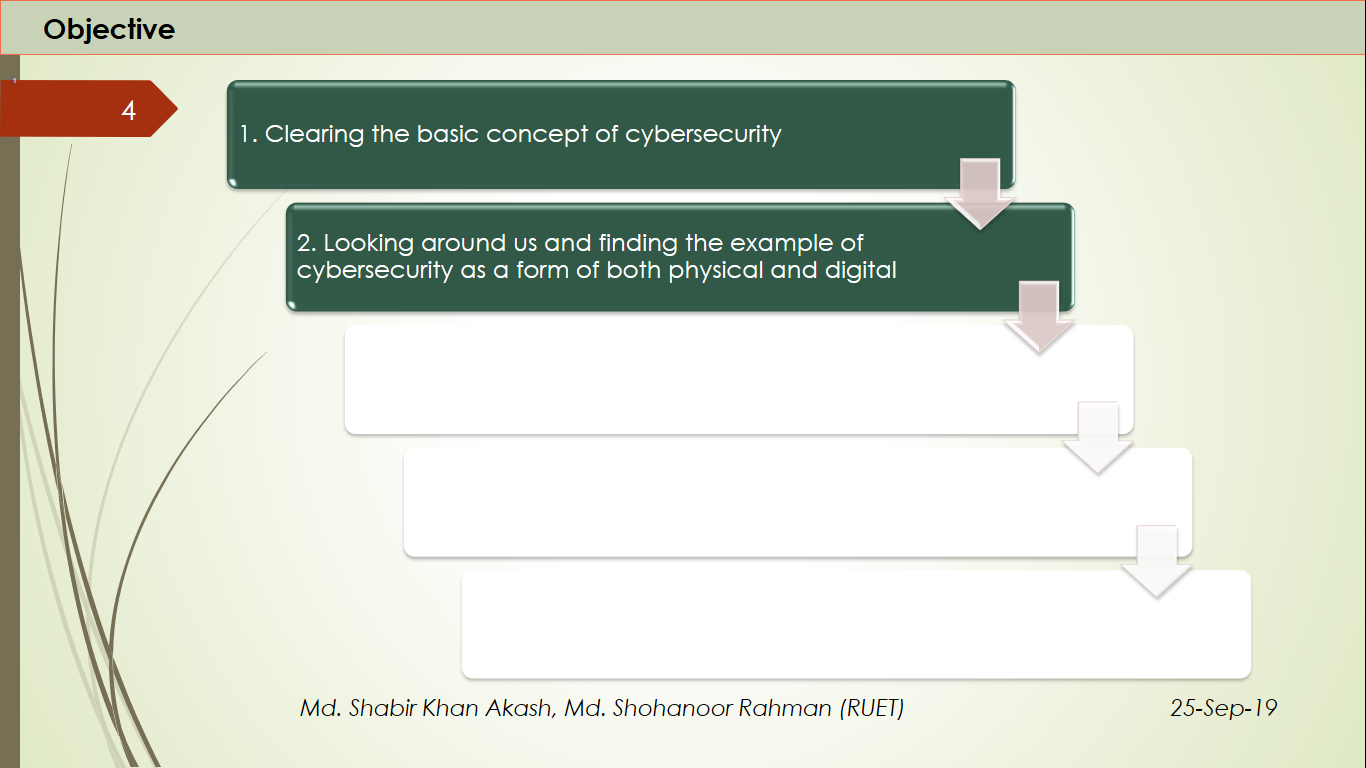 Objective
4
1. Clearing the basic concept of cybersecurity
2. Looking around us and finding the example of
cybersecurity as a form of both physical and digital
Md. Shabir Khan Akash, Md. Shohanoor Rahman (RUET)
25-Sep-19